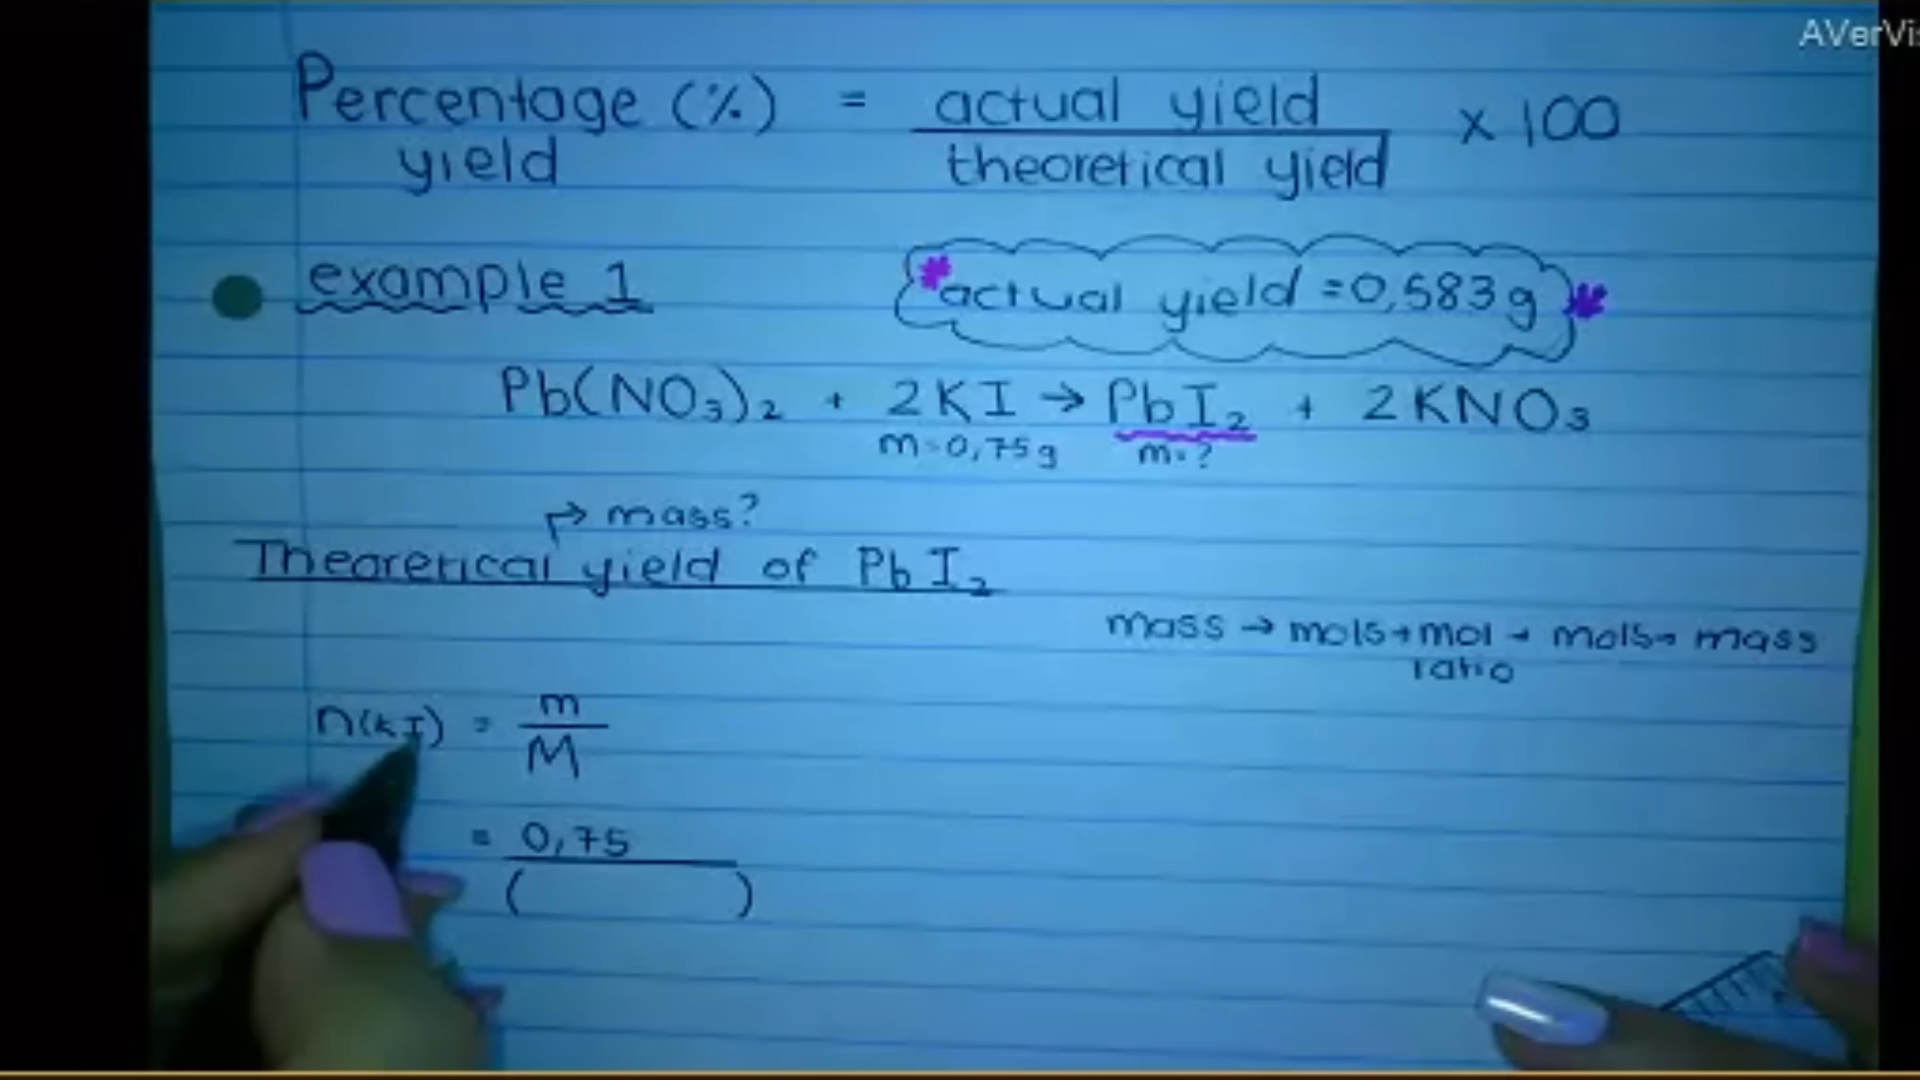 AVerVis
Percentage (%) = actual yield / theoretical yield × 100
yield
example 1
*actual yield = 0,583g*
Pb(NO₃)₂ + 2KI → PbI₂ + 2KNO₃
m=0,75g m=?
↱ mass?
Theoretical yield of PbI₂
mass → mols → mol → mols → mass
ratio
n(KI) = m / M
= 0,75 / ( )